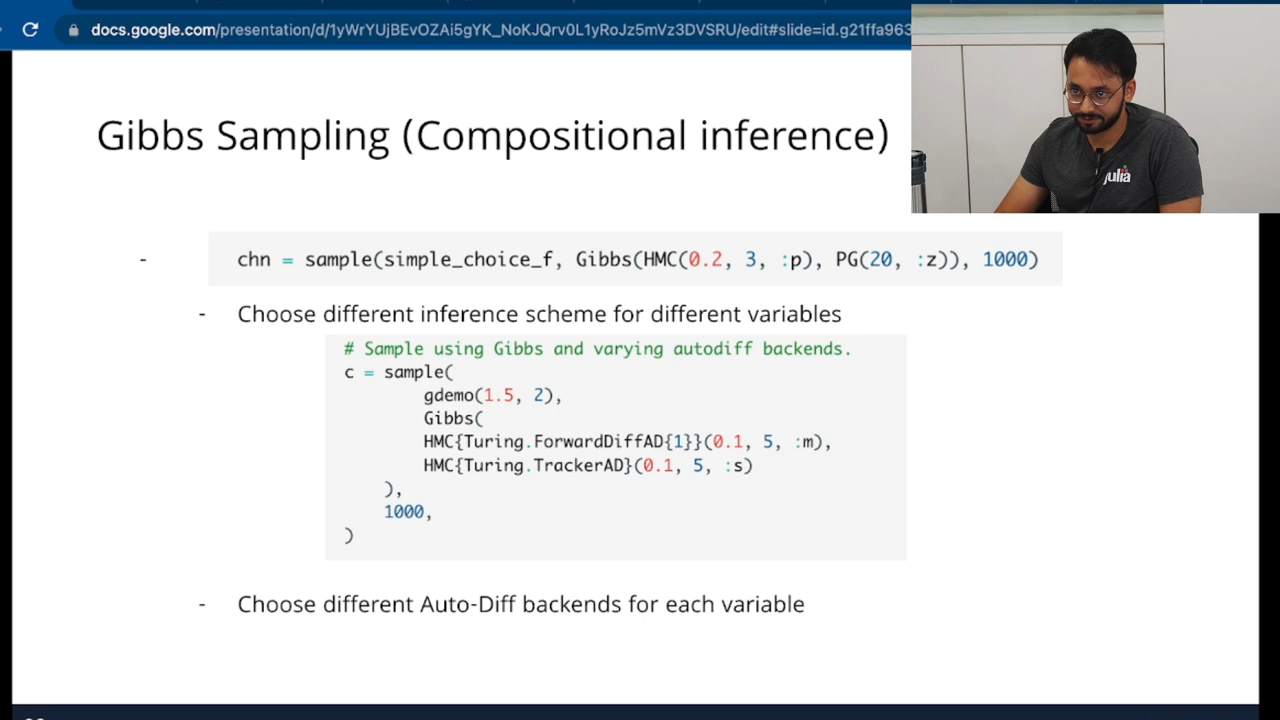 docs.google.com/presentation/d/1yWrYUjBEvOZAi5gYK_NoKJQrv0L1yRoJz5mVz3DVSRU/edit#slide=id.g21ffa963
julia
Gibbs Sampling (Compositional inference)
- chn = sample(simple_choice_f, Gibbs(HMC(0.2, 3, :p), PG(20, :z)), 1000)
- Choose different inference scheme for different variables
# Sample using Gibbs and varying autodiff backends.
c = sample(
gdemo(1.5, 2),
Gibbs(
HMC{Turing.ForwardDiffAD{1}}(0.1, 5, :m),
HMC{Turing.TrackerAD}(0.1, 5, :s)
),
1000,
)
- Choose different Auto-Diff backends for each variable